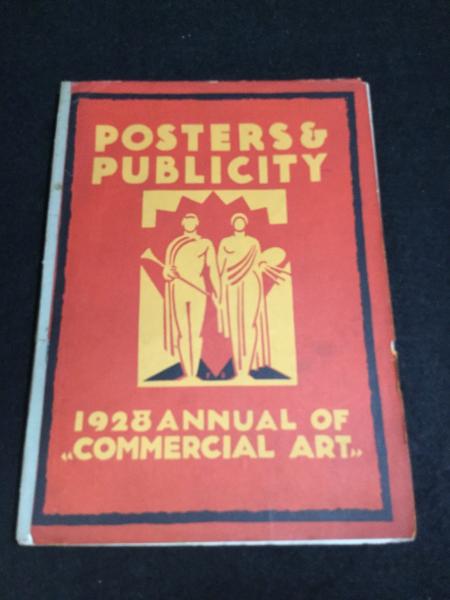 POSTERS &
PUBLICITY
1928 ANNUAL OF
„COMMERCIAL ART„